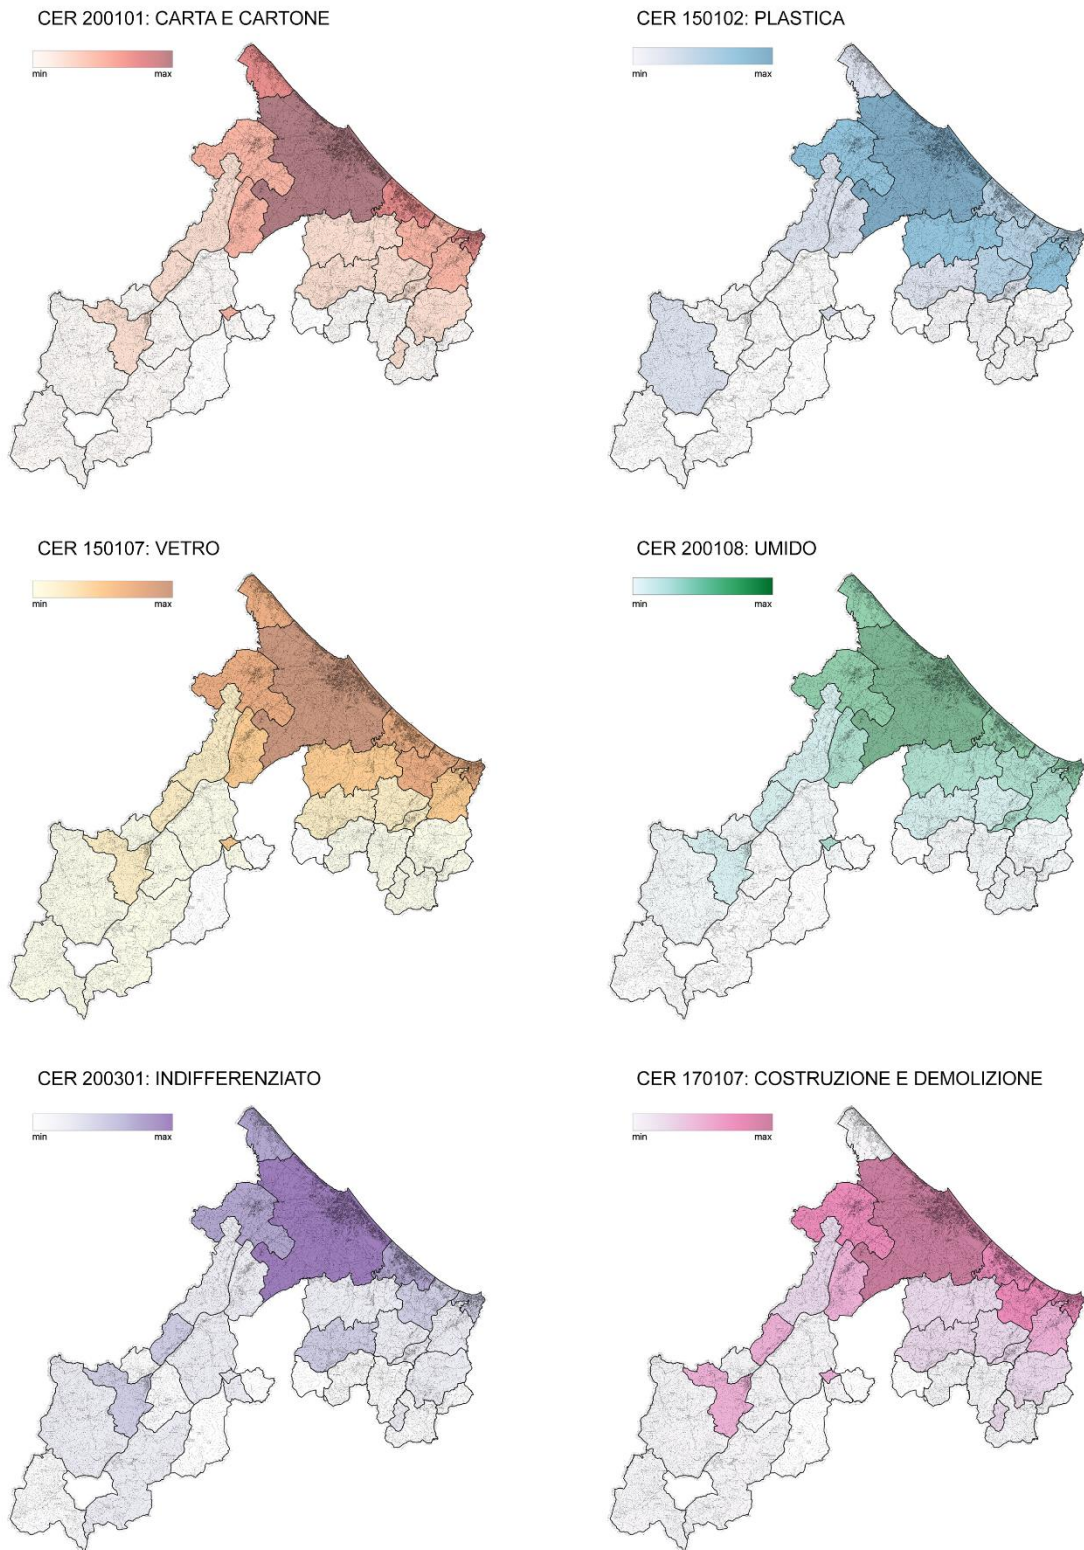 CER 200101: CARTA E CARTONE
min max
CER 150102: PLASTICA
min max
CER 150107: VETRO
min max
CER 200108: UMIDO
min max
CER 200301: INDIFFERENZIATO
min max
CER 170107: COSTRUZIONE E DEMOLIZIONE
min max